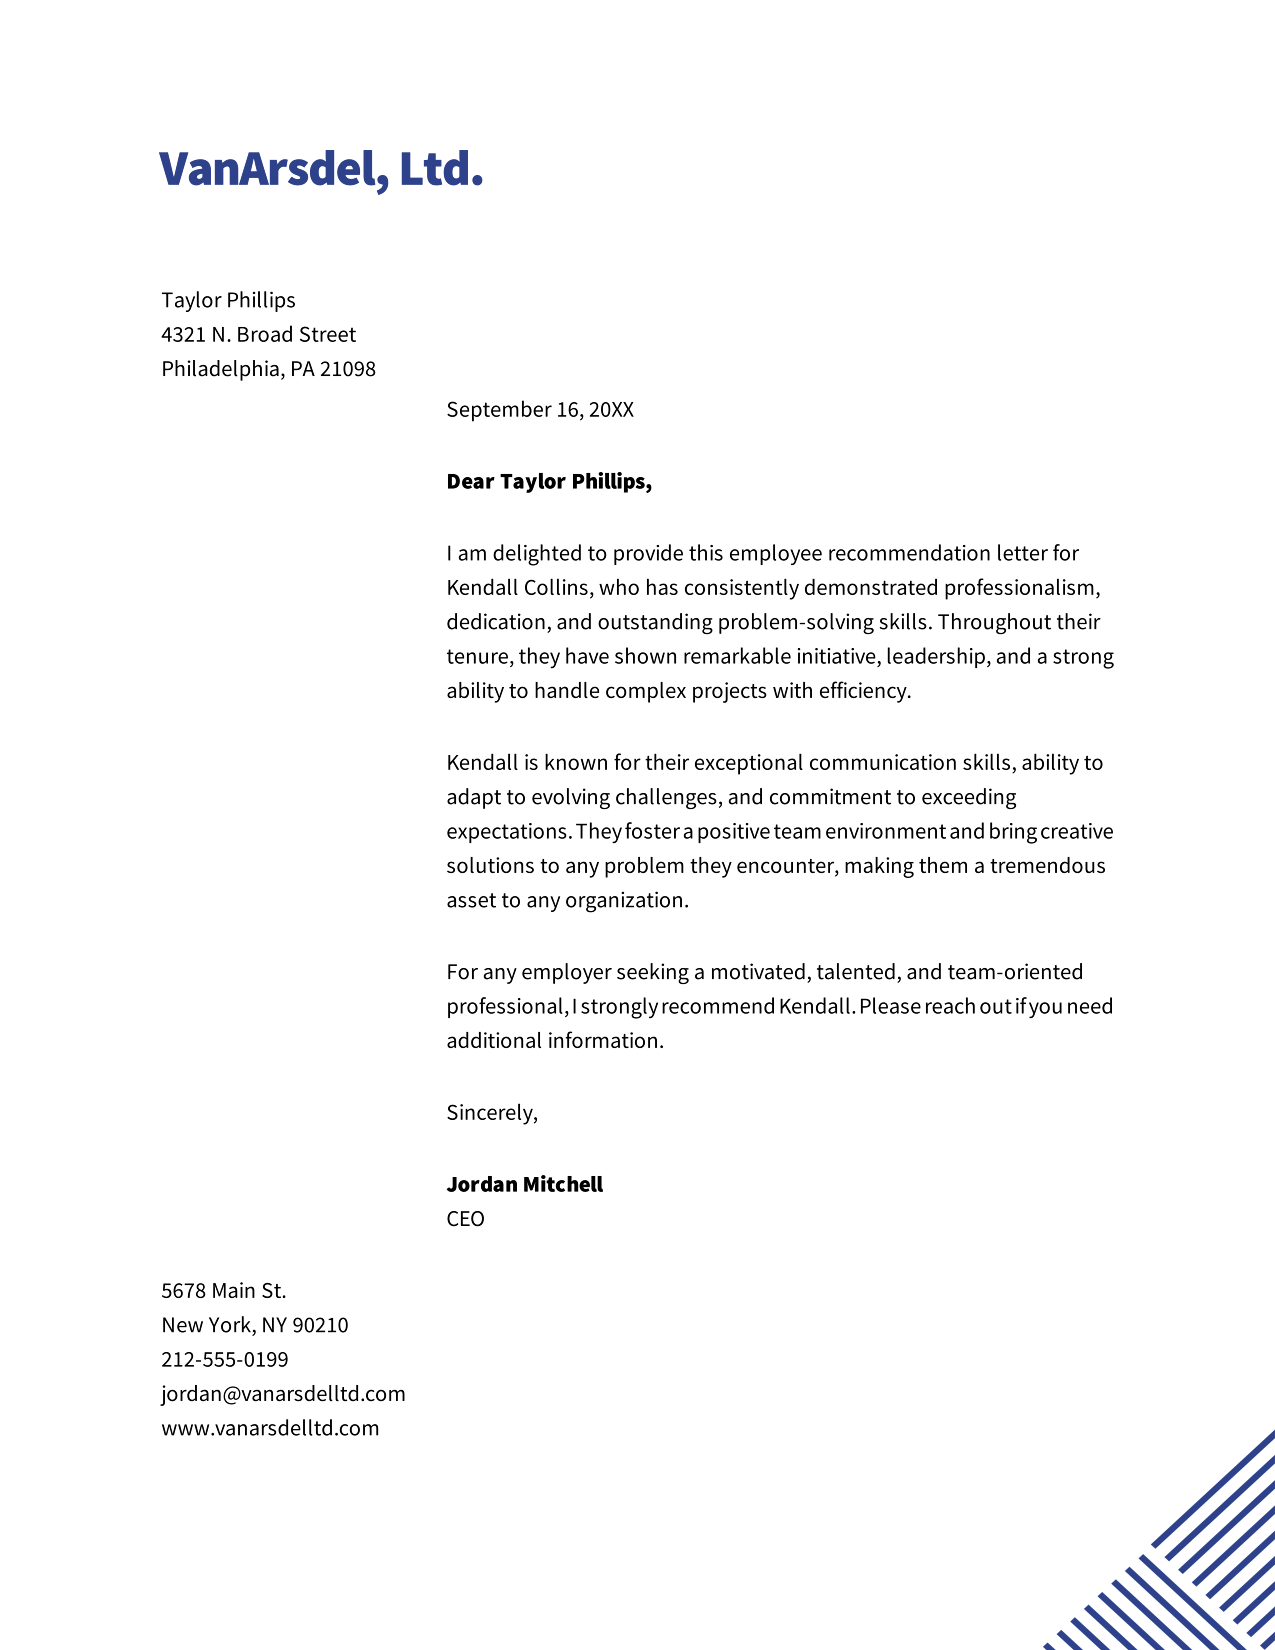 VanArsdel, Ltd.
Taylor Phillips
4321 N. Broad Street
Philadelphia, PA 21098
September 16, 20XX
Dear Taylor Phillips,
I am delighted to provide this employee recommendation letter for
Kendall Collins, who has consistently demonstrated professionalism,
dedication, and outstanding problem-solving skills. Throughout their
tenure, they have shown remarkable initiative, leadership, and a strong
ability to handle complex projects with efficiency.
Kendall is known for their exceptional communication skills, ability to
adapt to evolving challenges, and commitment to exceeding
expectations. They foster a positive team environment and bring creative
solutions to any problem they encounter, making them a tremendous
asset to any organization.
For any employer seeking a motivated, talented, and team-oriented
professional, I strongly recommend Kendall. Please reach out if you need
additional information.
Sincerely,
Jordan Mitchell
CEO
5678 Main St.
New York, NY 90210
212-555-0199
jordan@vanarsdelltd.com
www.vanarsdelltd.com